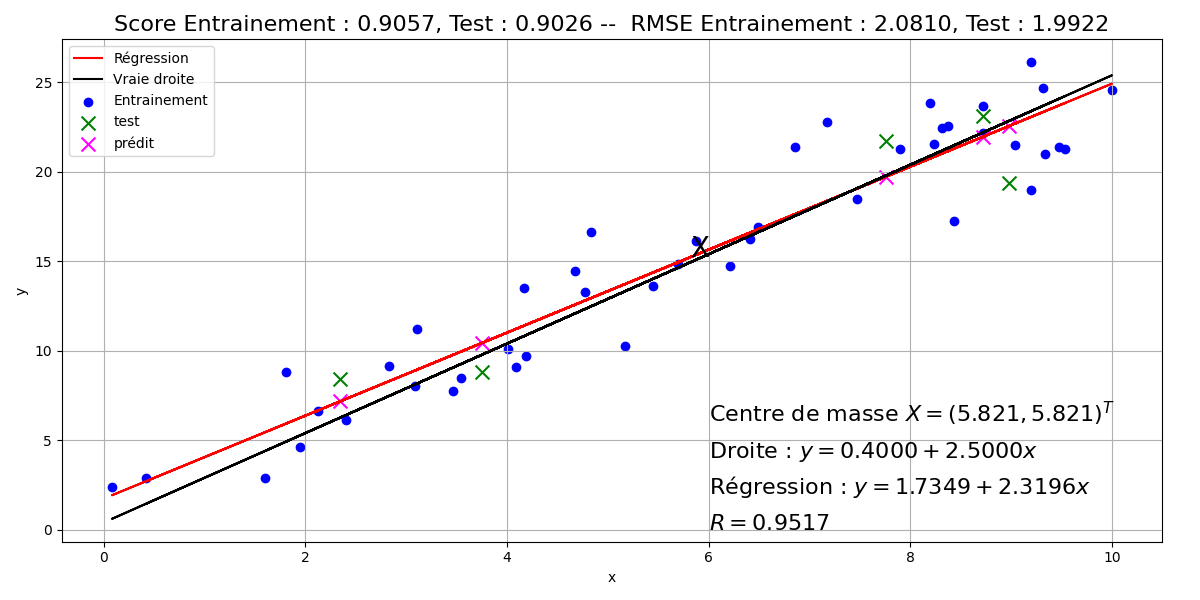 Score Entrainement : 0.9057, Test : 0.9026 --  RMSE Entrainement : 2.0810, Test : 1.9922
Régression
Vraie droite
Entrainement
test
prédit
25
20
15
10
5
0
y
X
Centre de masse X = (5.821, 5.821)^T
Droite : y = 0.4000 + 2.5000x
Régression : y = 1.7349 + 2.3196x
R = 0.9517
0 2 4 6 8 10
x